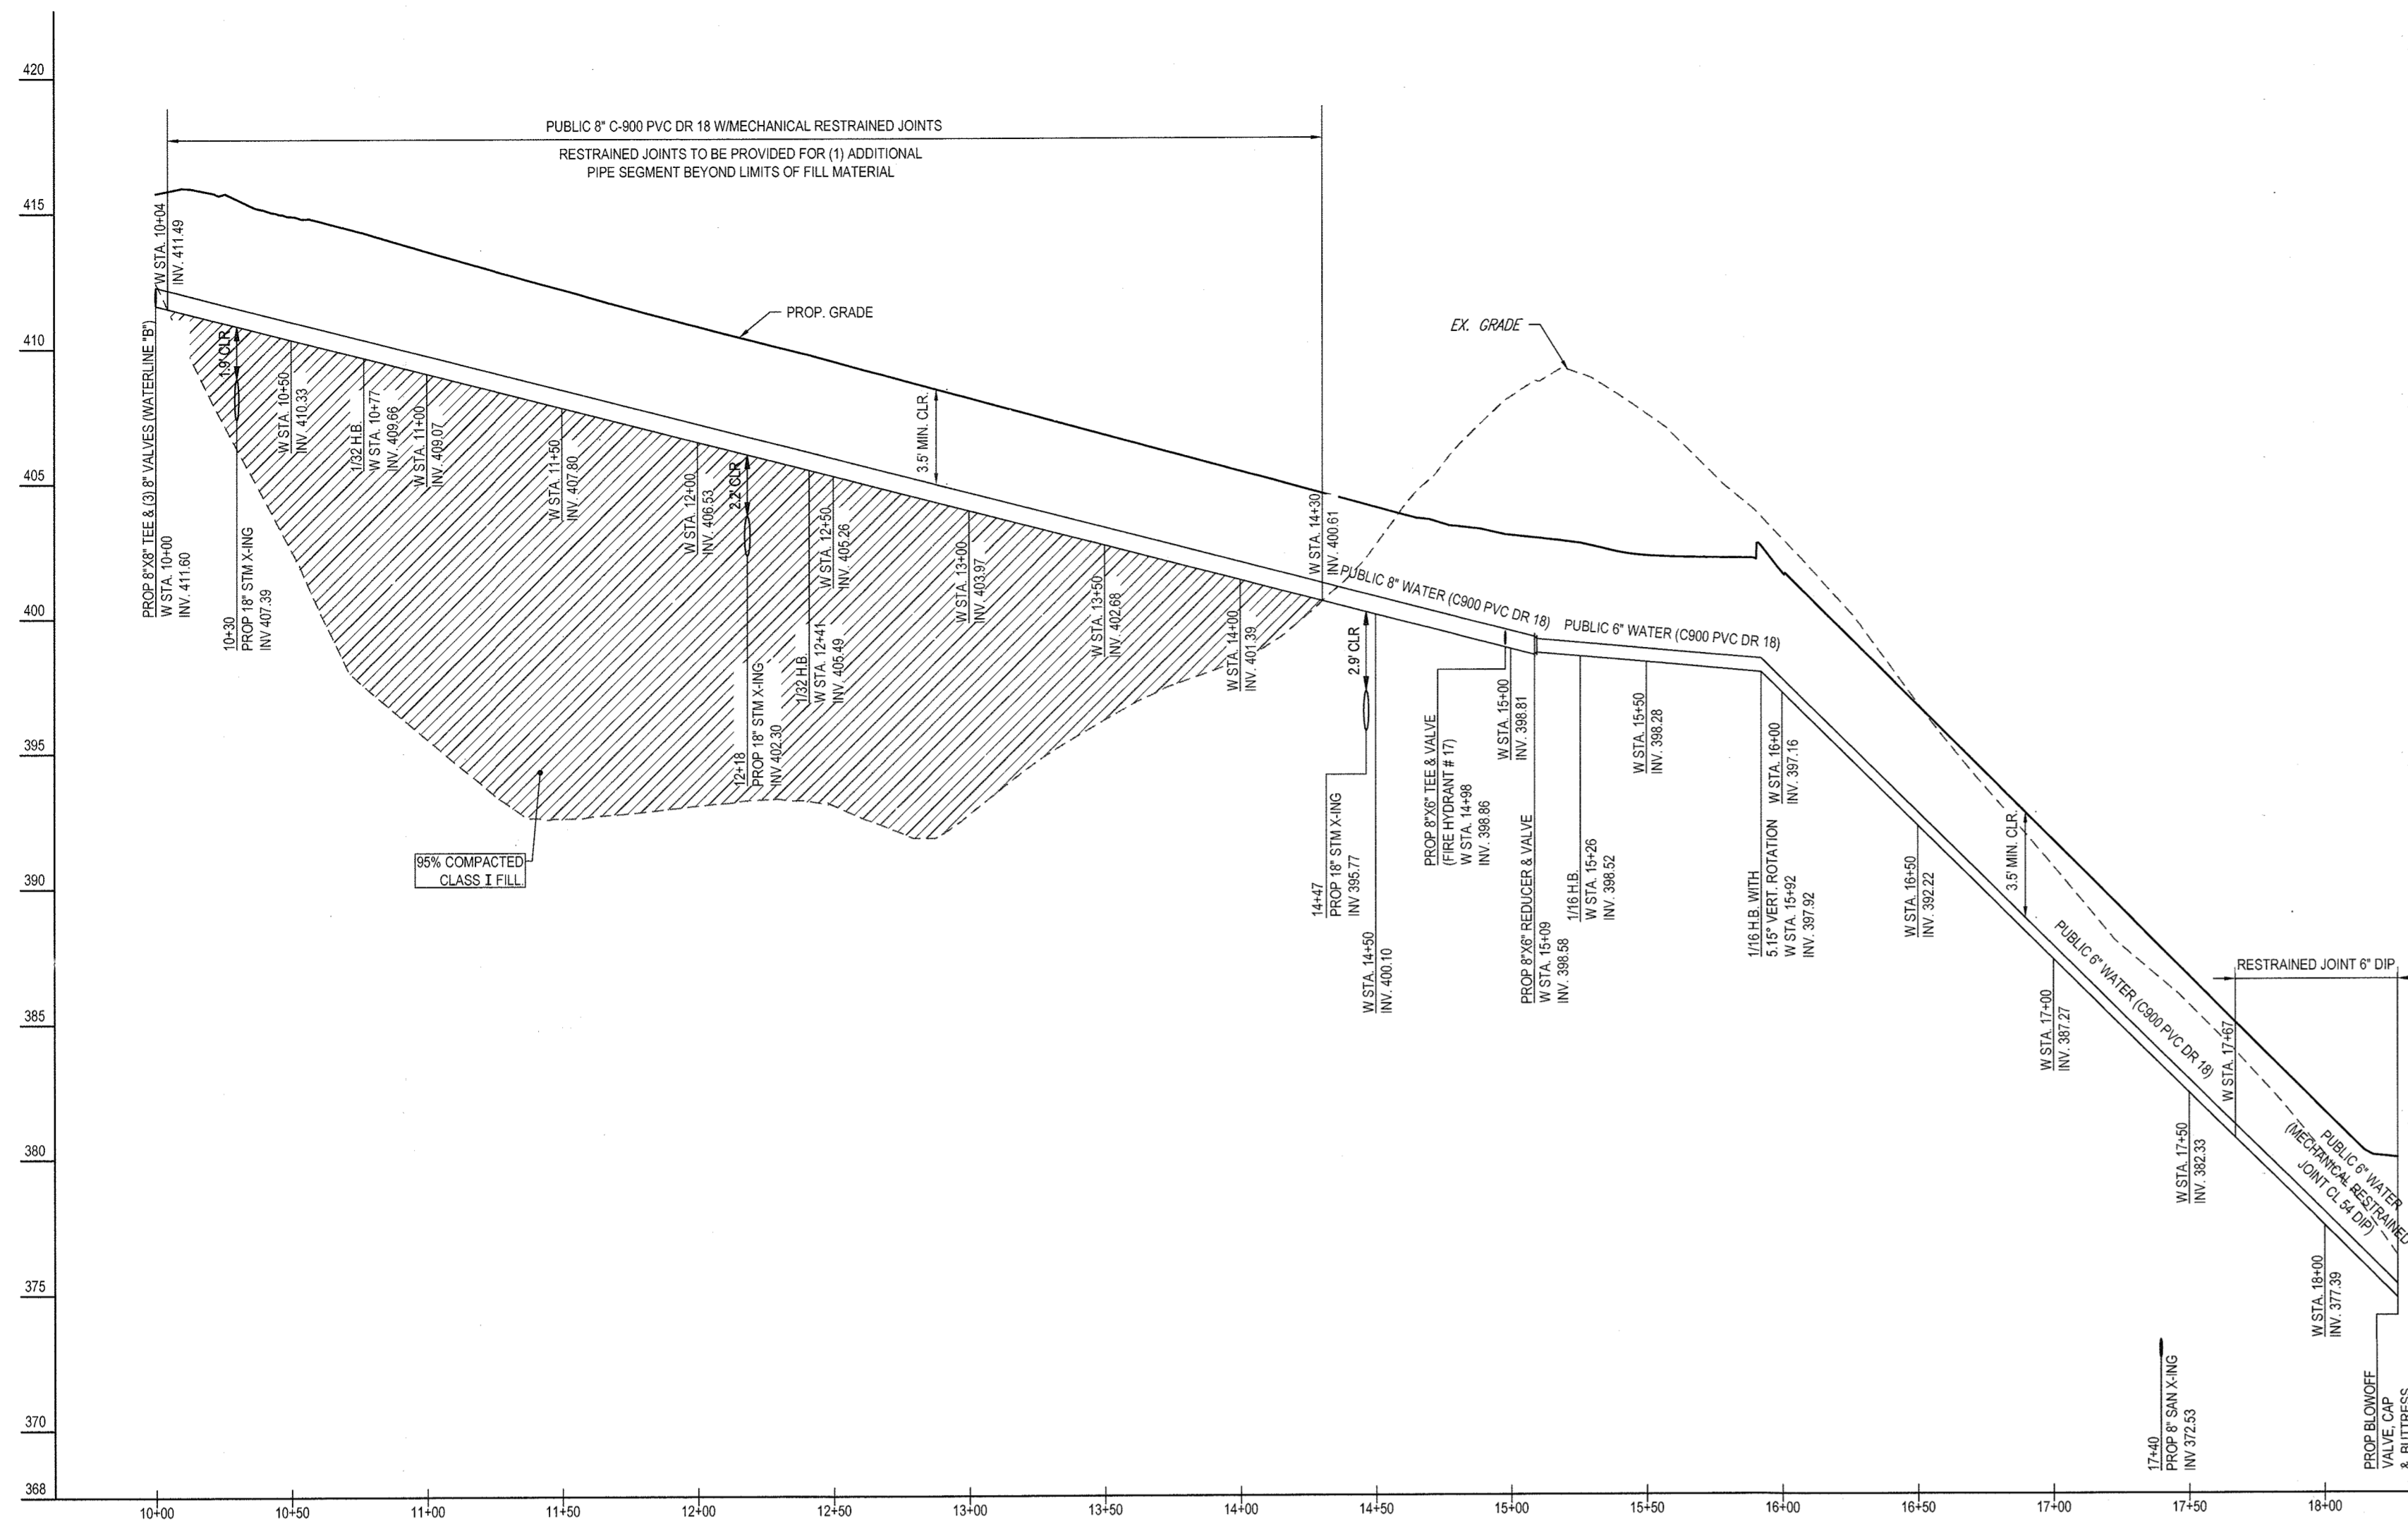 420
415
410
405
400
395
390
385
380
375
370
368
PUBLIC 8" C-900 PVC DR 18 W/MECHANICAL RESTRAINED JOINTS
RESTRAINED JOINTS TO BE PROVIDED FOR (1) ADDITIONAL
PIPE SEGMENT BEYOND LIMITS OF FILL MATERIAL
PROP. GRADE
EX. GRADE
PROP 8"X8" TEE & (3) 8" VALVES (WATERLINE "B")
W STA. 10+00
INV. 411.60
W STA. 10+04
INV. 411.49
1.9' CLR
10+30
PROP 18" STM X-ING
INV 407.39
W STA. 10+50
INV. 410.33
1/32 H.B.
W STA. 10+77
INV. 409.66
W STA. 11+00
INV. 409.07
95% COMPACTED
CLASS I FILL.
W STA. 11+50
INV. 407.80
W STA. 12+00
INV. 406.53
2.2' CLR
12+18
PROP 18" STM X-ING
INV 402.30
1/32 H.B.
W STA. 12+41
INV. 405.49
W STA. 12+50
INV. 405.26
3.5' MIN. CLR.
W STA. 13+00
INV. 403.97
W STA. 13+50
INV. 402.68
W STA. 14+00
INV. 401.39
W STA. 14+30
INV. 400.61
PUBLIC 8" WATER (C900 PVC DR 18)
2.9' CLR
14+47
PROP 18" STM X-ING
INV 395.77
W STA. 14+50
INV. 400.10
PROP 8"X6" TEE & VALVE
(FIRE HYDRANT # 17)
W STA. 14+98
INV. 398.86
W STA. 15+00
INV. 398.81
PROP 8"X6" REDUCER & VALVE
W STA. 15+09
INV. 398.58
PUBLIC 6" WATER (C900 PVC DR 18)
1/16 H.B.
W STA. 15+26
INV. 398.52
W STA. 15+50
INV. 398.28
1/16 H.B. WITH
5.15° VERT. ROTATION
W STA. 15+92
INV. 397.92
W STA. 16+00
INV. 397.16
W STA. 16+50
INV. 392.22
3.5' MIN. CLR.
W STA. 17+00
INV. 387.27
PUBLIC 6" WATER (C900 PVC DR 18)
17+40
PROP 8" SAN X-ING
INV 372.53
W STA. 17+50
INV. 382.33
W STA. 17+67
RESTRAINED JOINT 6" DIP
PUBLIC 6" WATER
(MECHANICAL RESTRAINED
JOINT CL 54 DIP)
W STA. 18+00
INV. 377.39
PROP BLOWOFF
VALVE, CAP
& BUTTRESS
10+00
10+50
11+00
11+50
12+00
12+50
13+00
13+50
14+00
14+50
15+00
15+50
16+00
16+50
17+00
17+50
18+00